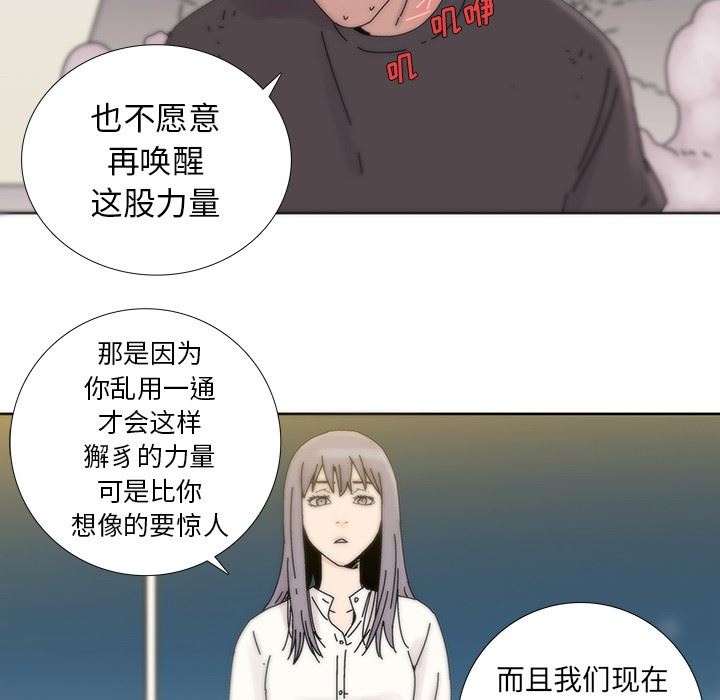 叽咿
叽
也不愿意
再唤醒
这股力量
那是因为
你乱用一通
才会这样
獬豸的力量
可是比你
想像的要惊人
而且我们现在